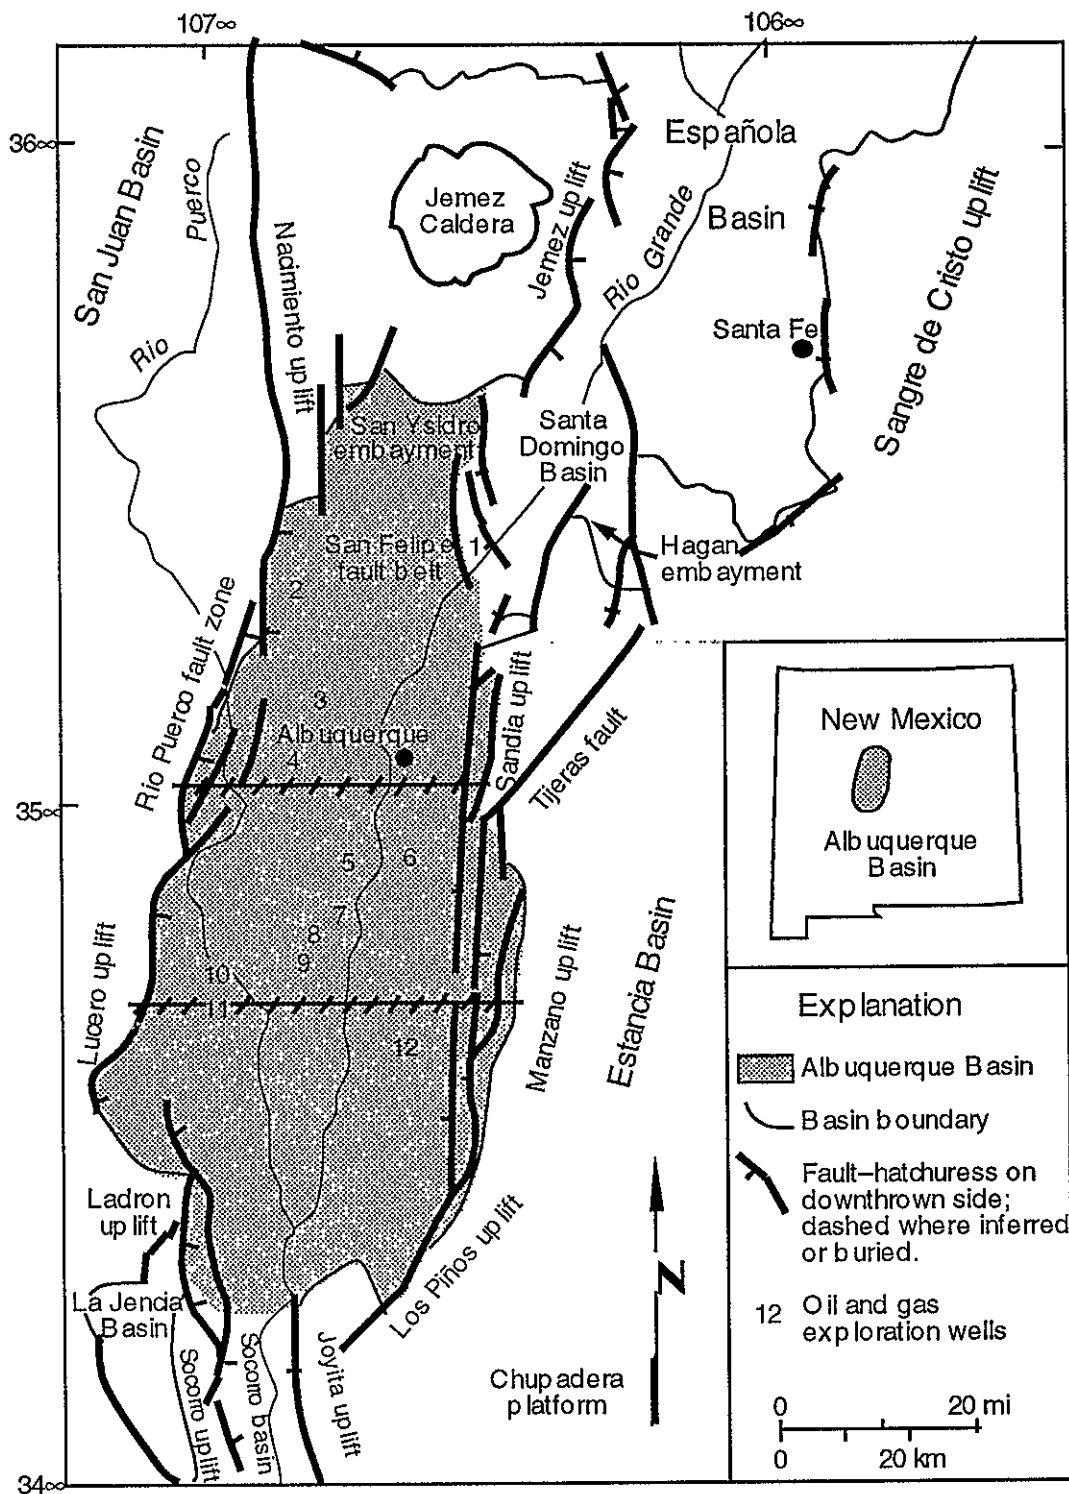 107∞
106∞
36∞
35∞
34∞
San Juan Basin
Puerco
Rio
Nacimiento uplift
Jemez
Caldera
Jemez uplift
Rio Grande
Española
Basin
Santa Fe
Sangre de Cristo uplift
San Ysidro
embayment
Santa
Domingo
Basin
San Felipe
fault belt
1
Hagan
embayment
2
Rio Puerco fault zone
3
Albuquerque
4
Sandia uplift
Tijeras fault
5
6
7
8
9
10
11
12
Lucero uplift
Manzano uplift
Estancia Basin
Ladron
uplift
La Jencia
Basin
Socorro uplift
Socorro basin
Joyita uplift
Los Piños uplift
Chupadera
platform
Z
New Mexico
Albuquerque
Basin
Explanation
Albuquerque Basin
Basin boundary
Fault–hatchuress on
downthrown side;
dashed where inferred
or buried.
12
Oil and gas
exploration wells
0 20 mi
0 20 km